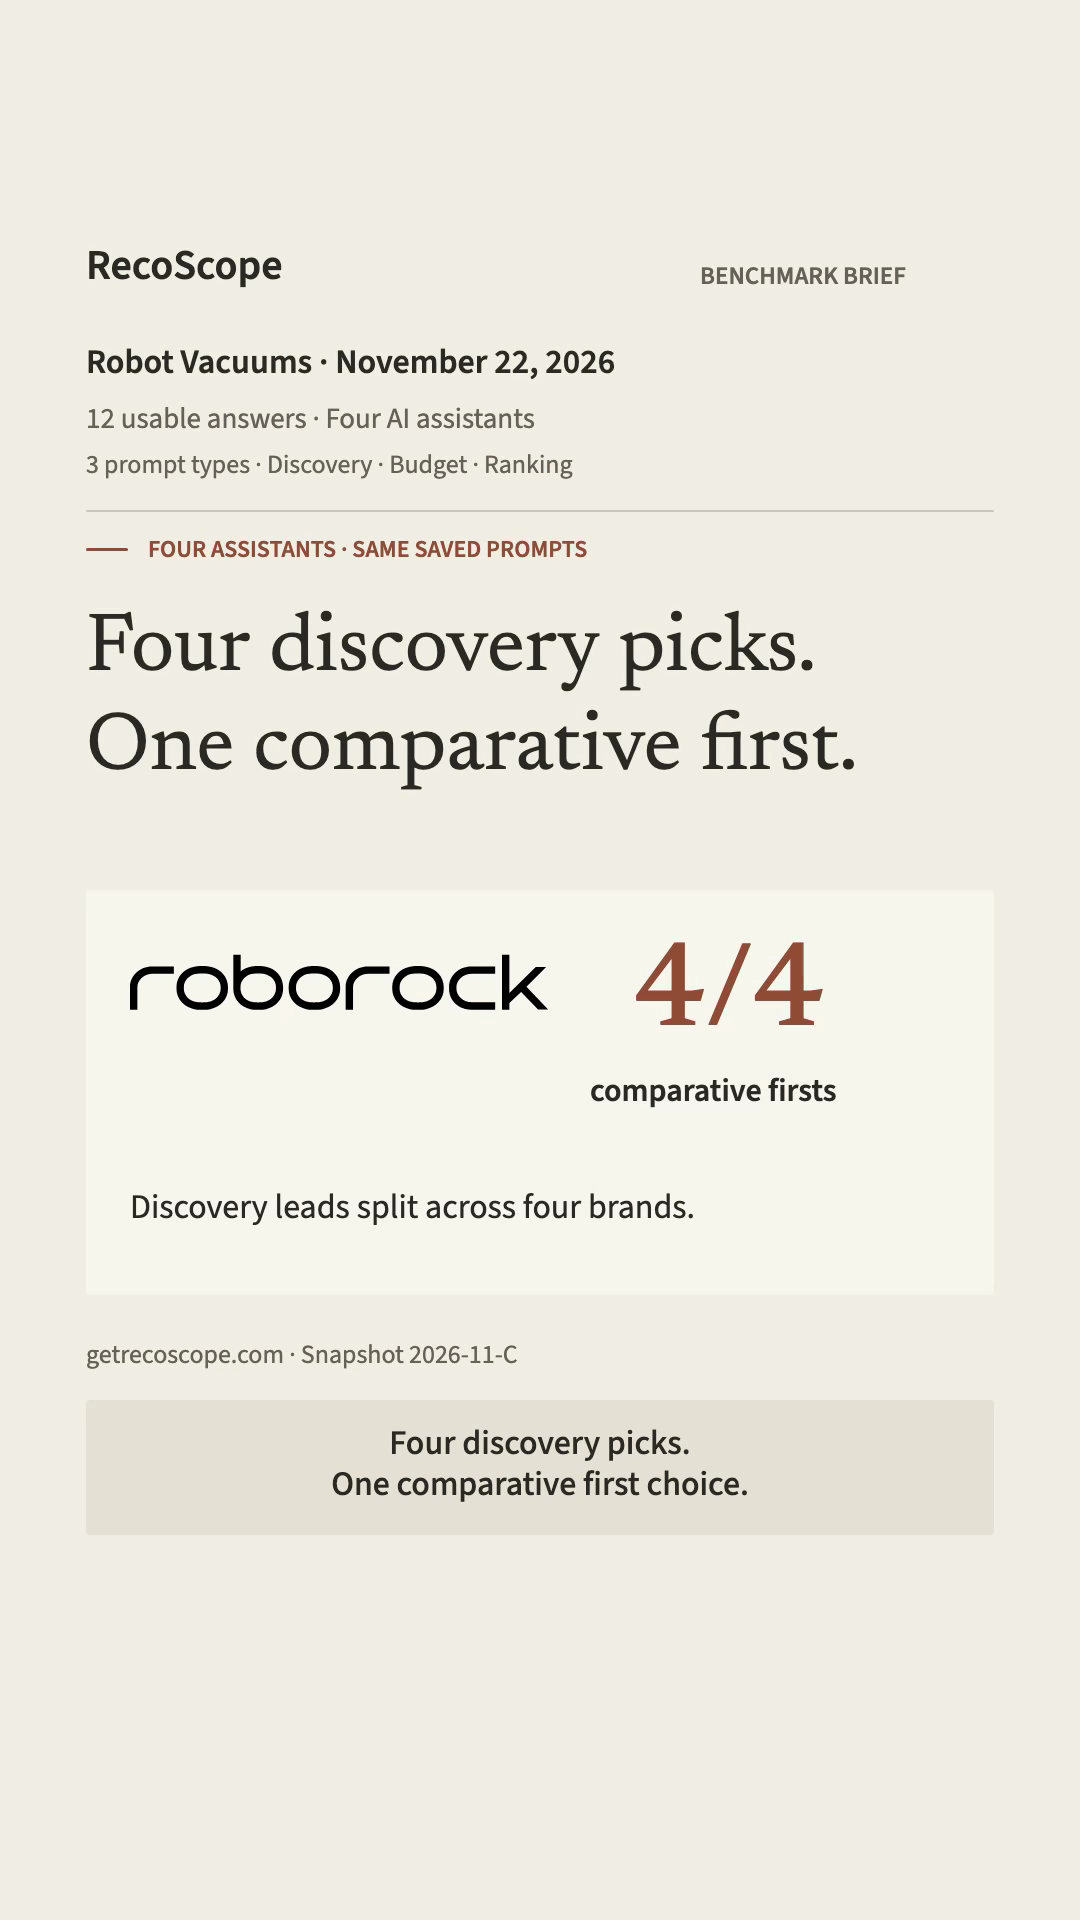 RecoScope
BENCHMARK BRIEF
Robot Vacuums · November 22, 2026
12 usable answers · Four AI assistants
3 prompt types · Discovery · Budget · Ranking
FOUR ASSISTANTS · SAME SAVED PROMPTS
Four discovery picks.
One comparative first.
roborock
4/4
comparative firsts
Discovery leads split across four brands.
getrecoscope.com · Snapshot 2026-11-C
Four discovery picks.
One comparative first choice.